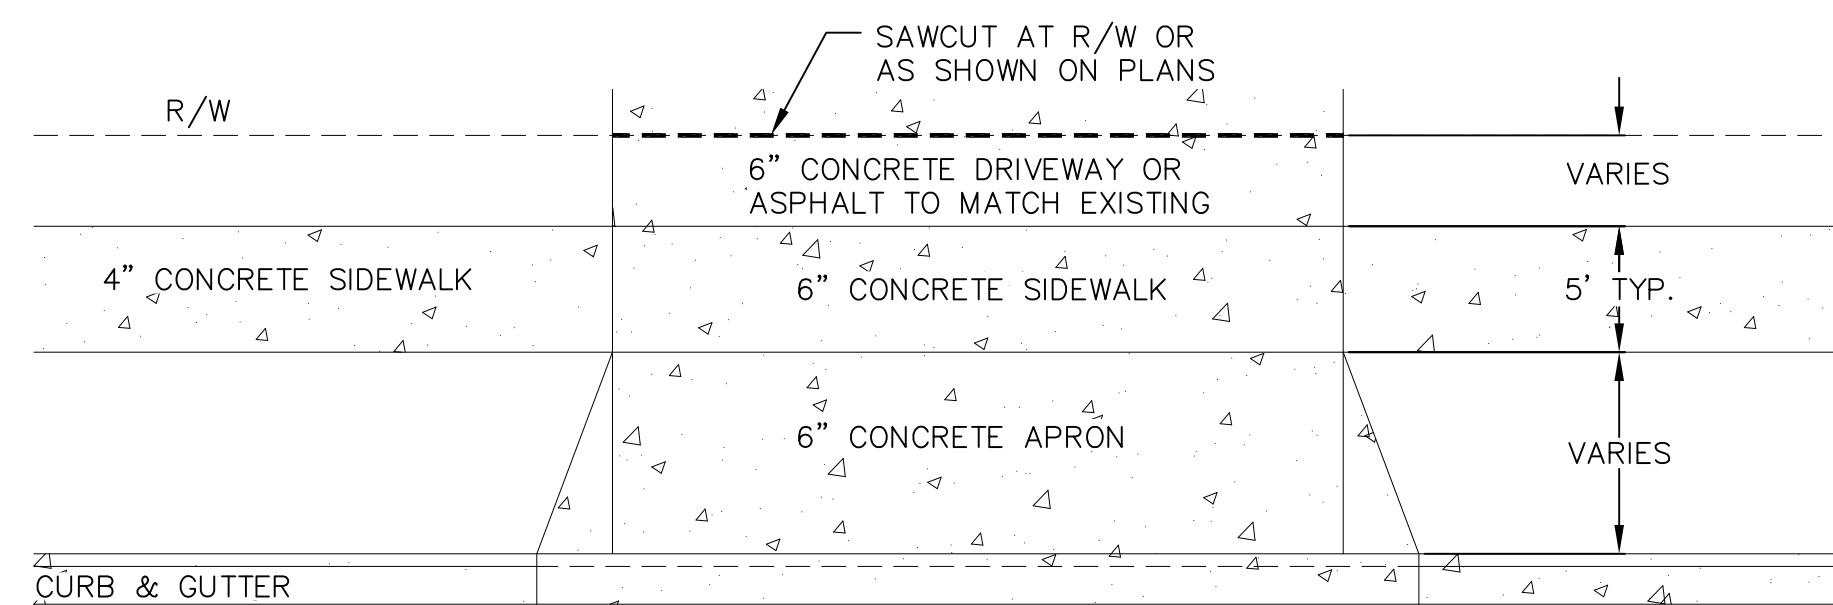 SAWCUT AT R/W OR
AS SHOWN ON PLANS
R/W
6” CONCRETE DRIVEWAY OR
ASPHALT TO MATCH EXISTING
VARIES
4” CONCRETE SIDEWALK
6” CONCRETE SIDEWALK
5’ TYP.
6” CONCRETE APRON
VARIES
CURB & GUTTER